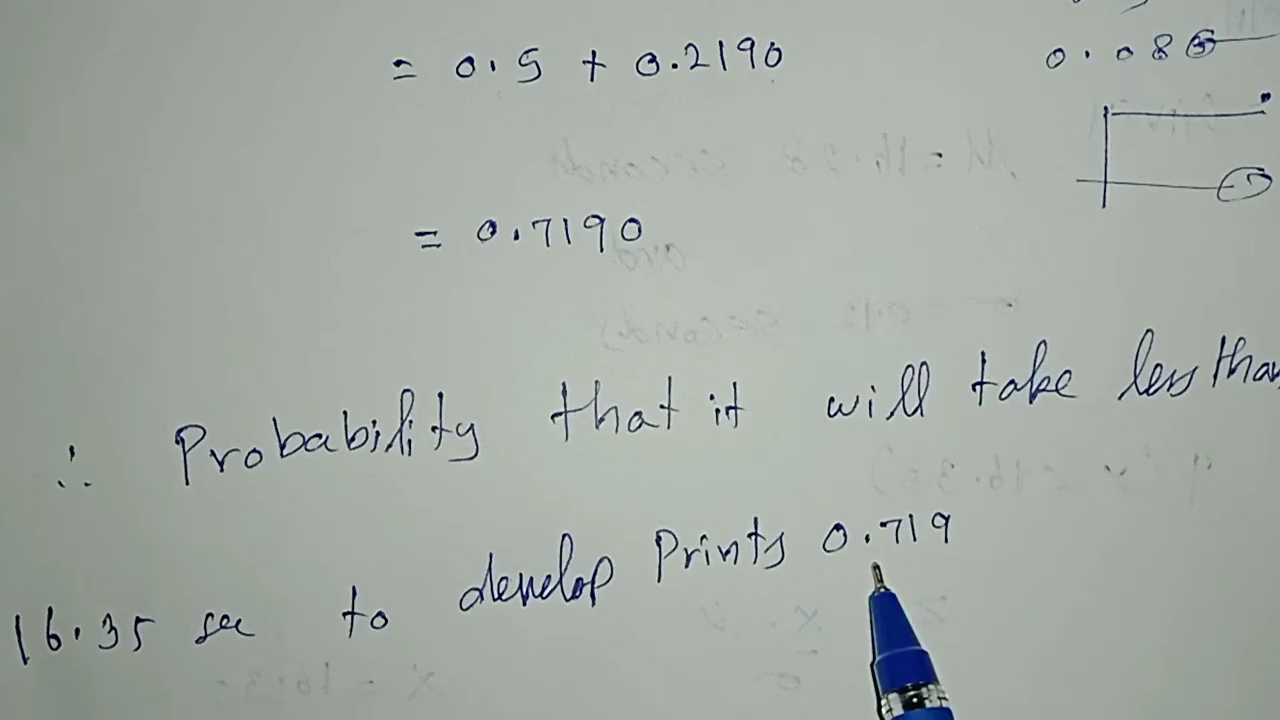 = 0.5 + 0.2190
0.08
= 0.7190
∴ Probability that it will take less than
16.35 sec to develop Prints 0.719